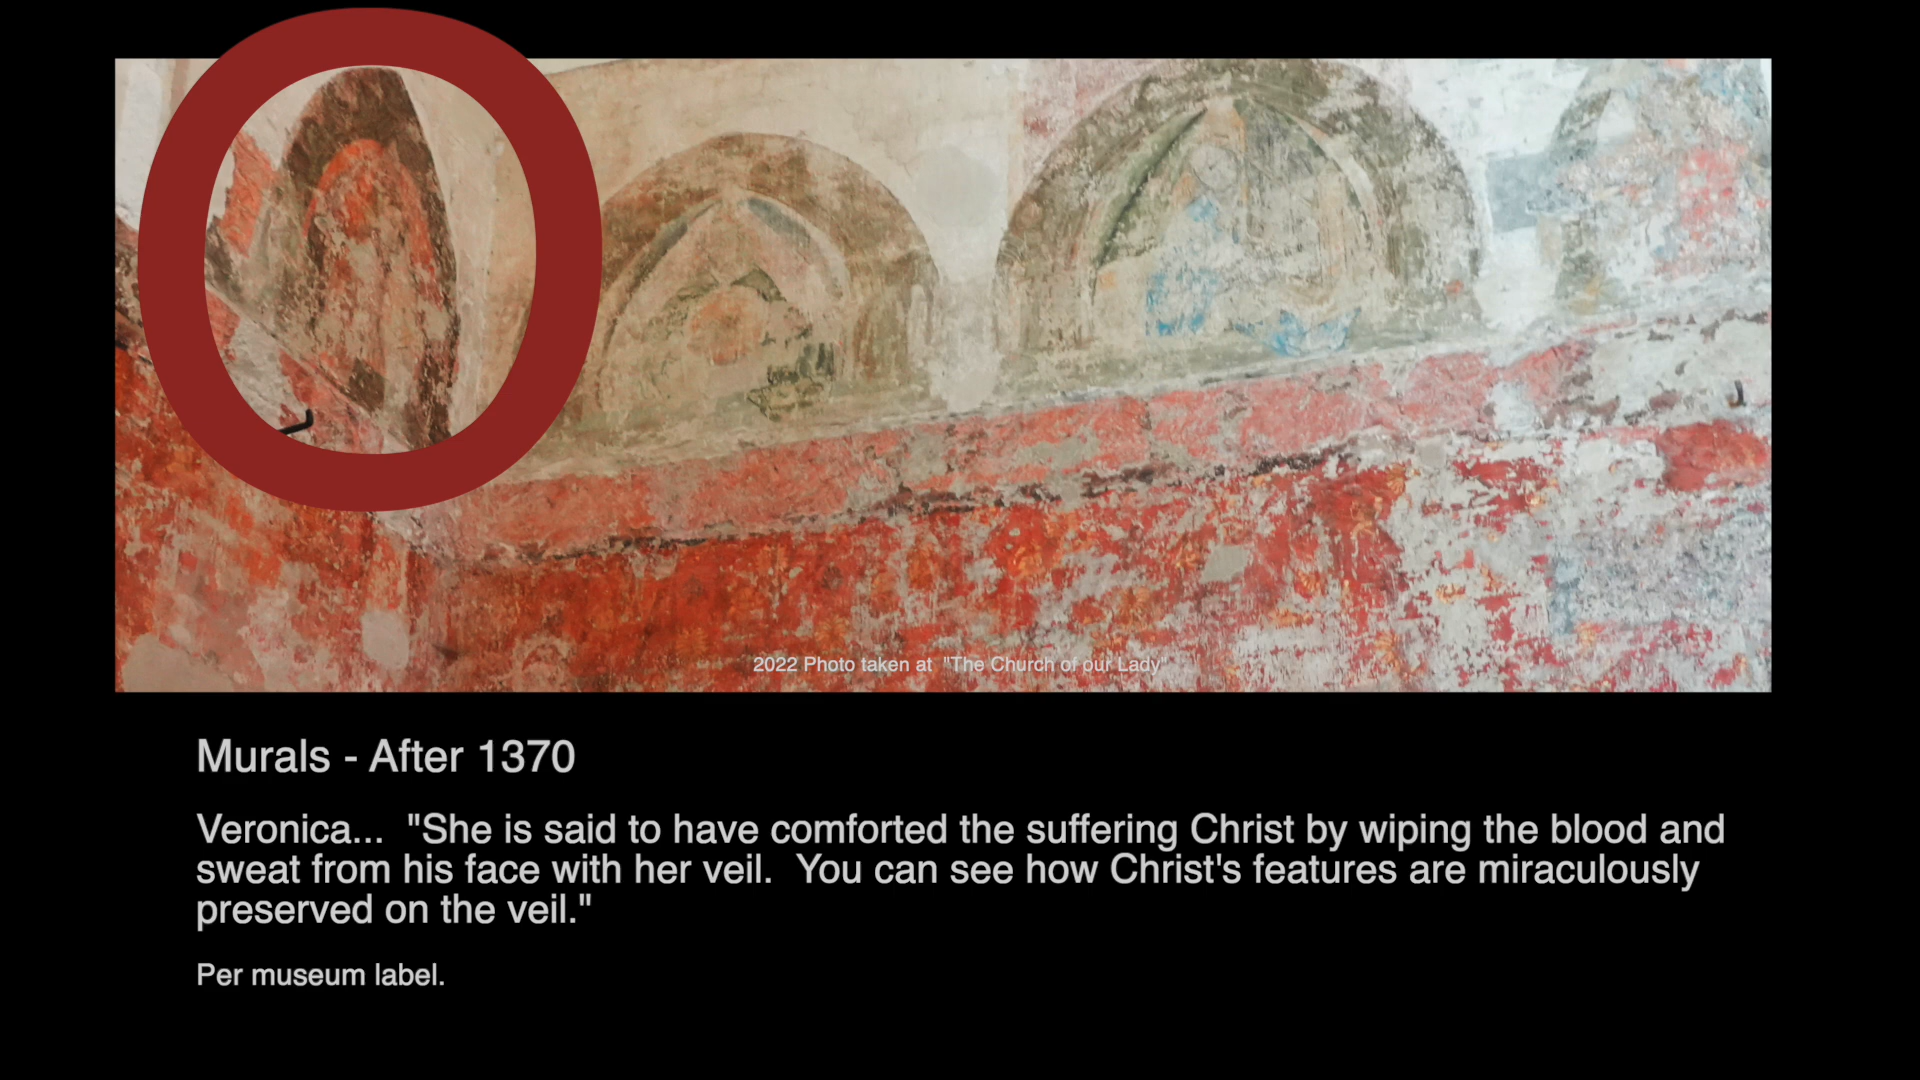 2022 Photo taken at  "The Church of our Lady"
Murals - After 1370
Veronica...  "She is said to have comforted the suffering Christ by wiping the blood and
sweat from his face with her veil.  You can see how Christ's features are miraculously
preserved on the veil."
Per museum label.